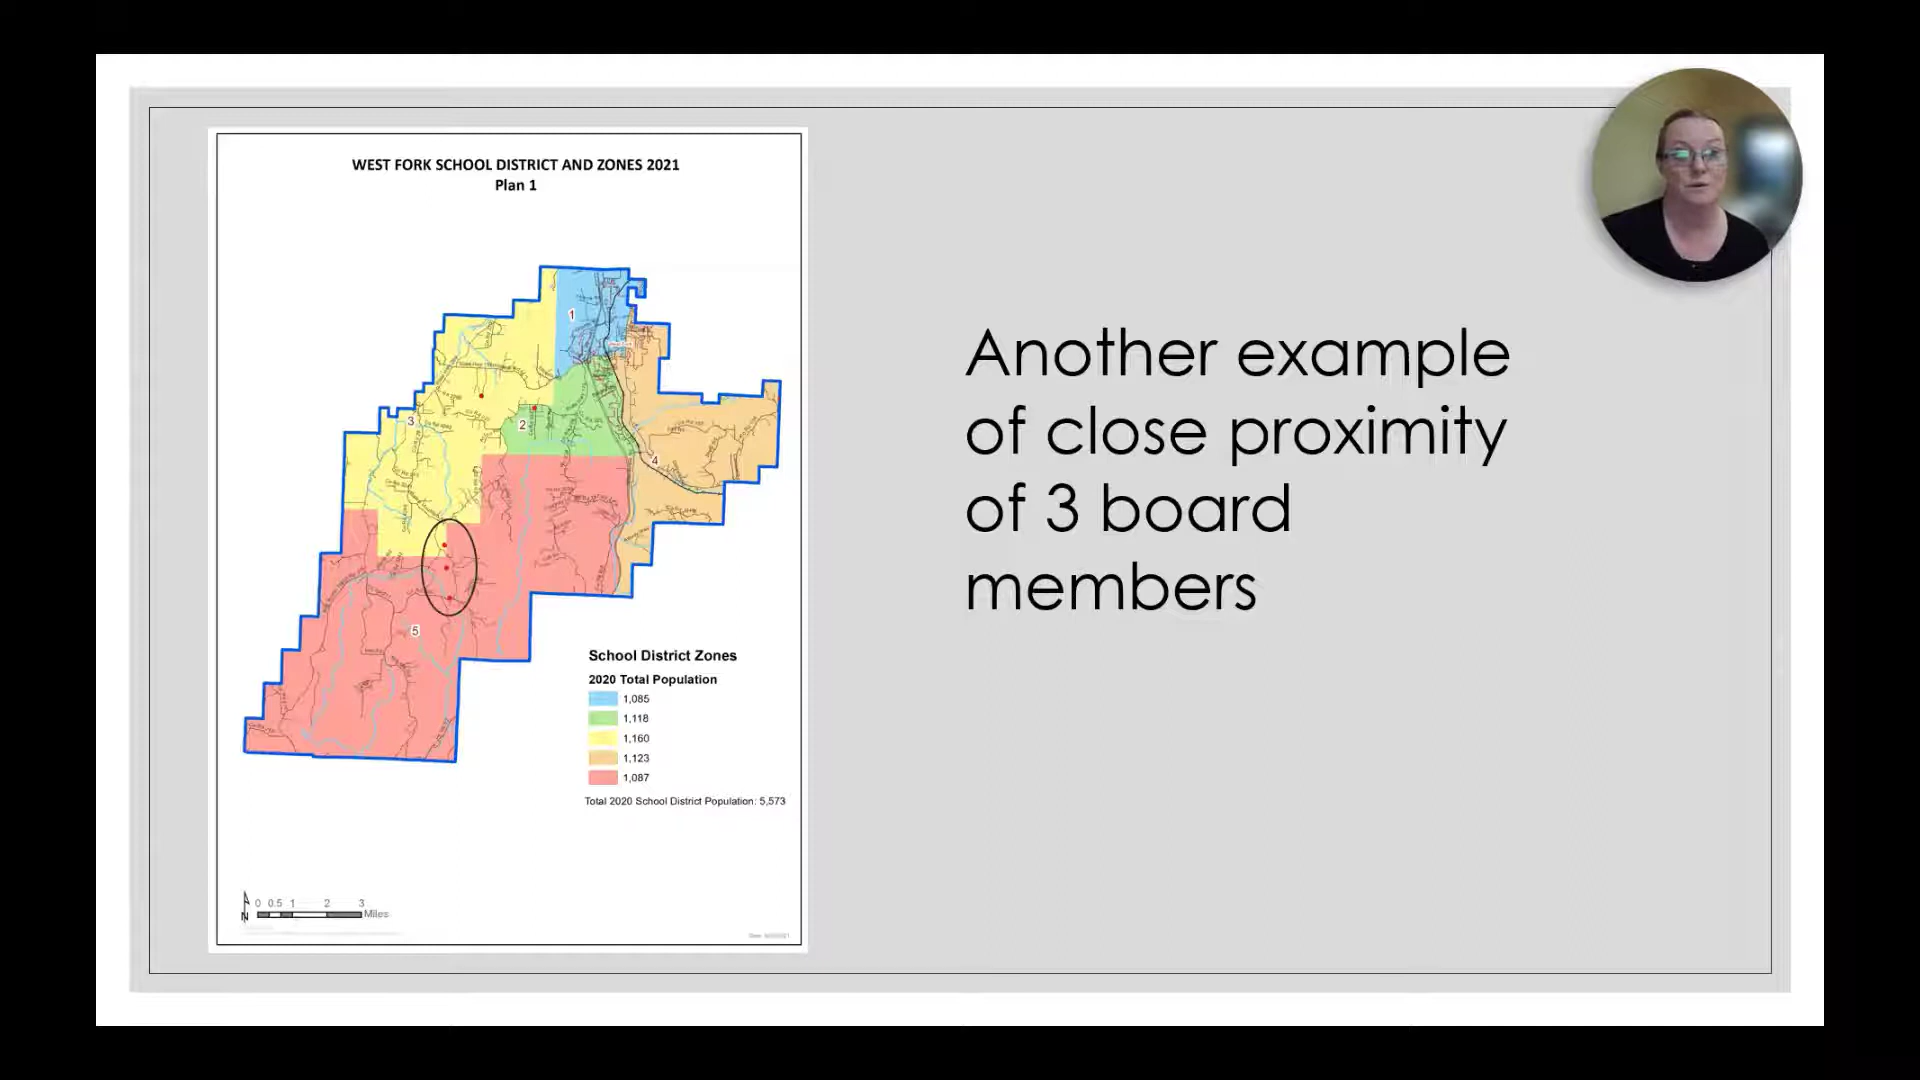 WEST FORK SCHOOL DISTRICT AND ZONES 2021
Plan 1
1
2
3
4
5
School District Zones
2020 Total Population
1,085
1,118
1,160
1,123
1,087
Total 2020 School District Population: 5,573
N
0 0.5 1 2 3
Miles
Another example
of close proximity
of 3 board
members